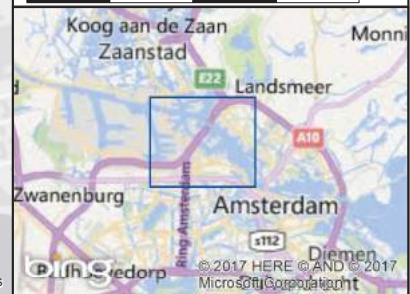 Koog aan de Zaan
Zaanstad
Monni
E22
Landsmeer
A10
Zwanenburg
Ring Amsterdam
Amsterdam
s112
Diemen
bing
© 2017 HERE © AND © 2017
Microsoft Corporation
s